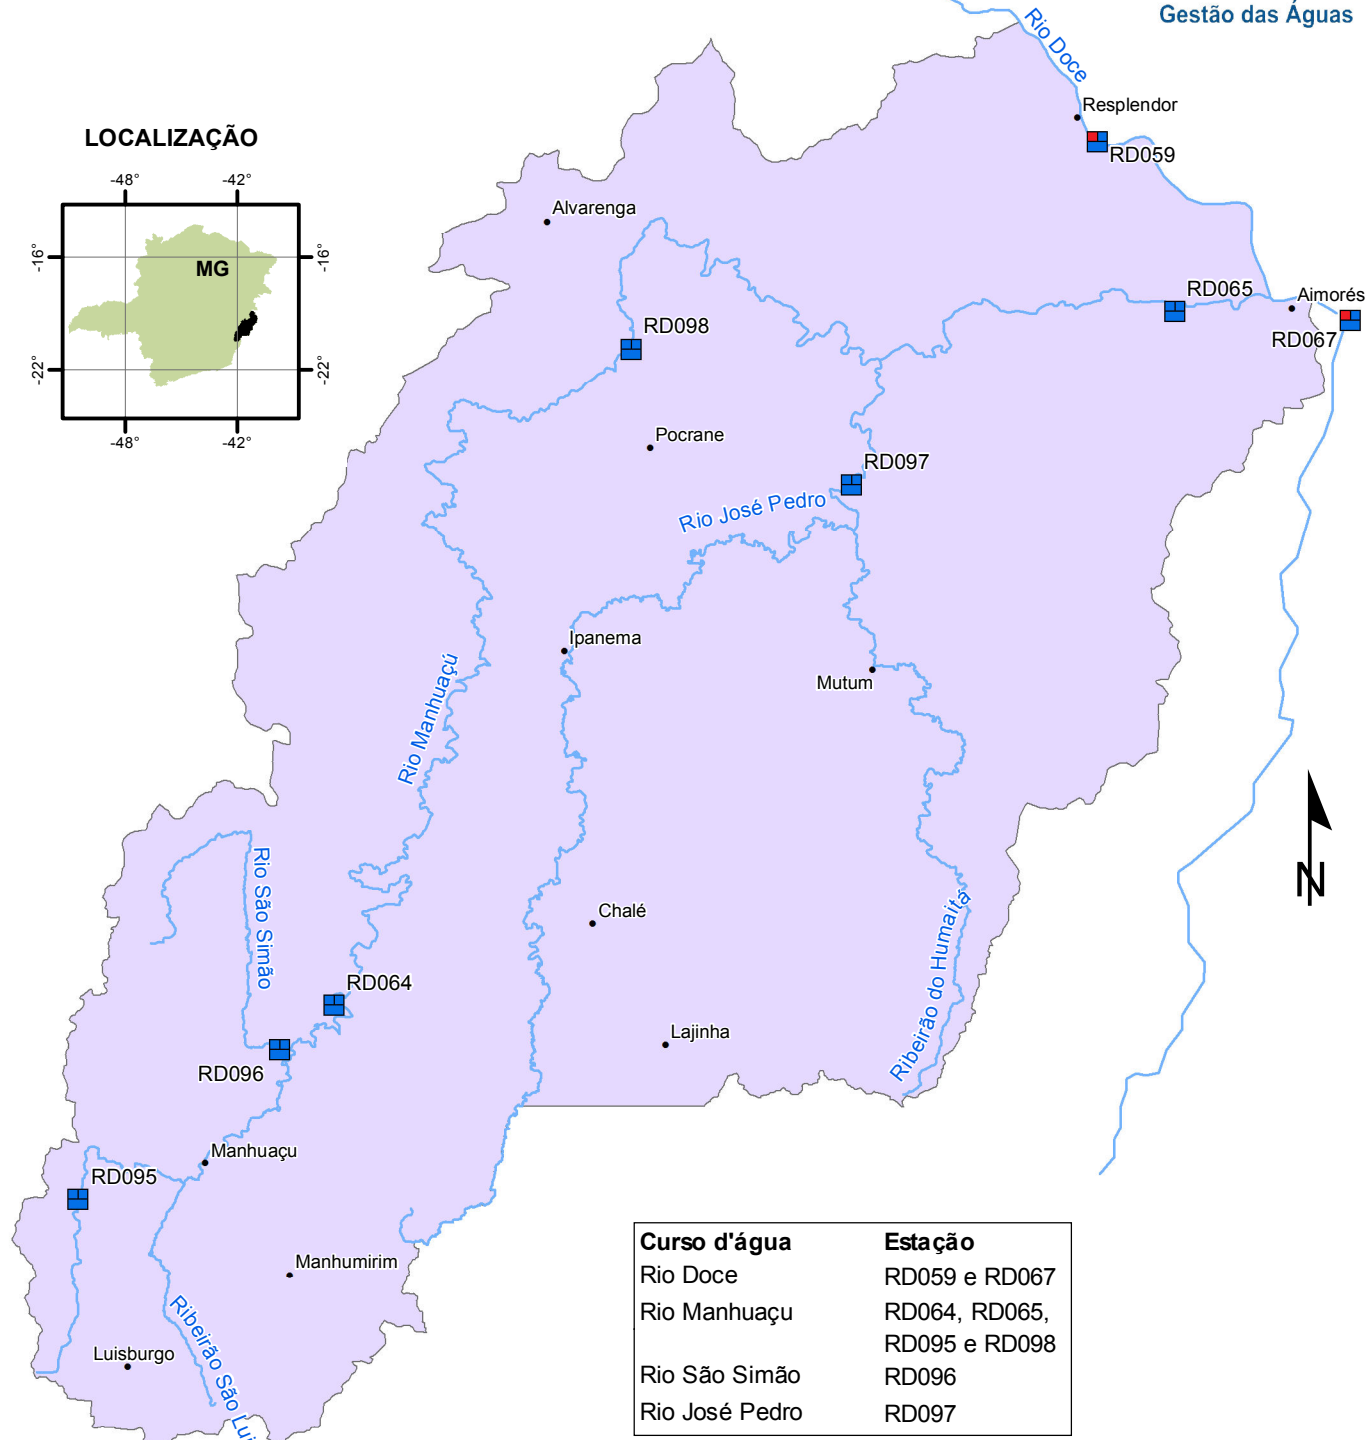 Gestão das Águas
Rio Doce
Resplendor
RD059
LOCALIZAÇÃO
-48°
-42°
-16°
-16°
MG
-22°
-22°
-48°
-42°
Alvarenga
RD098
RD065
Aimorés
RD067
Pocrane
RD097
Rio José Pedro
Ipanema
Mutum
Rio Manhuaçú
Rio São Simão
Chalé
Ribeirão do Humaitá
RD064
Lajinha
N
RD096
Manhuaçu
RD095
Manhumirim
Ribeirão São Lui
Luisburgo
Curso d'água Estação
Rio Doce RD059 e RD067
Rio Manhuaçu RD064, RD065,
RD095 e RD098
Rio São Simão RD096
Rio José Pedro RD097